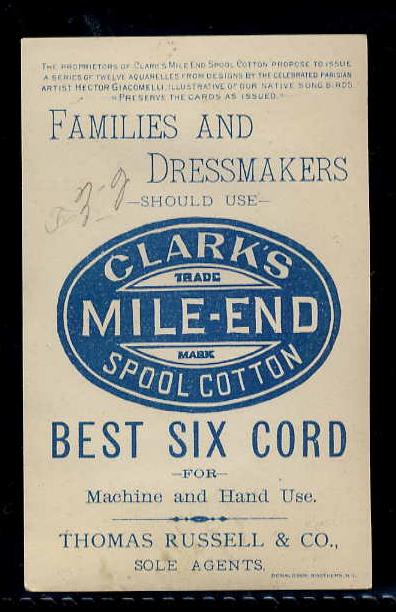 THE PROPRIETORS OF CLARK'S MILE END SPOOL COTTON PROPOSE TO ISSUE
A SERIES OF TWELVE AQUARELLES FROM DESIGNS BY THE CELEBRATED PARISIAN
ARTIST HECTOR GIACOMELLI, ILLUSTRATIVE OF OUR NATIVE SONG BIRDS.
"PRESERVE THE CARDS AS ISSUED."
FAMILIES AND
DRESSMAKERS
—SHOULD USE—
CLARK'S
TRADE
MILE-END
MARK
SPOOL COTTON
BEST SIX CORD
—FOR—
Machine and Hand Use.
THOMAS RUSSELL & CO.,
SOLE AGENTS.
DONALDSON BROTHERS, N.Y.